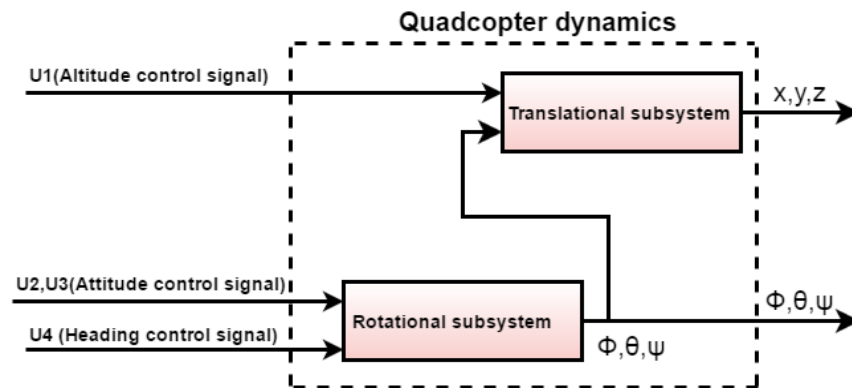 Quadcopter dynamics
U1(Altitude control signal)
Translational subsystem
x,y,z
U2,U3(Attitude control signal)
Rotational subsystem
Φ,θ,ψ
U4 (Heading control signal)
Φ,θ,ψ